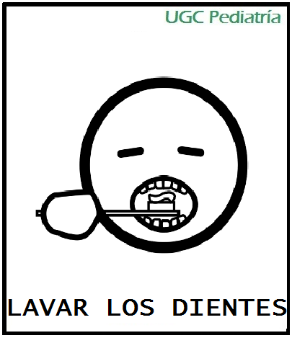 UGC Pediatría
LAVAR LOS DIENTES